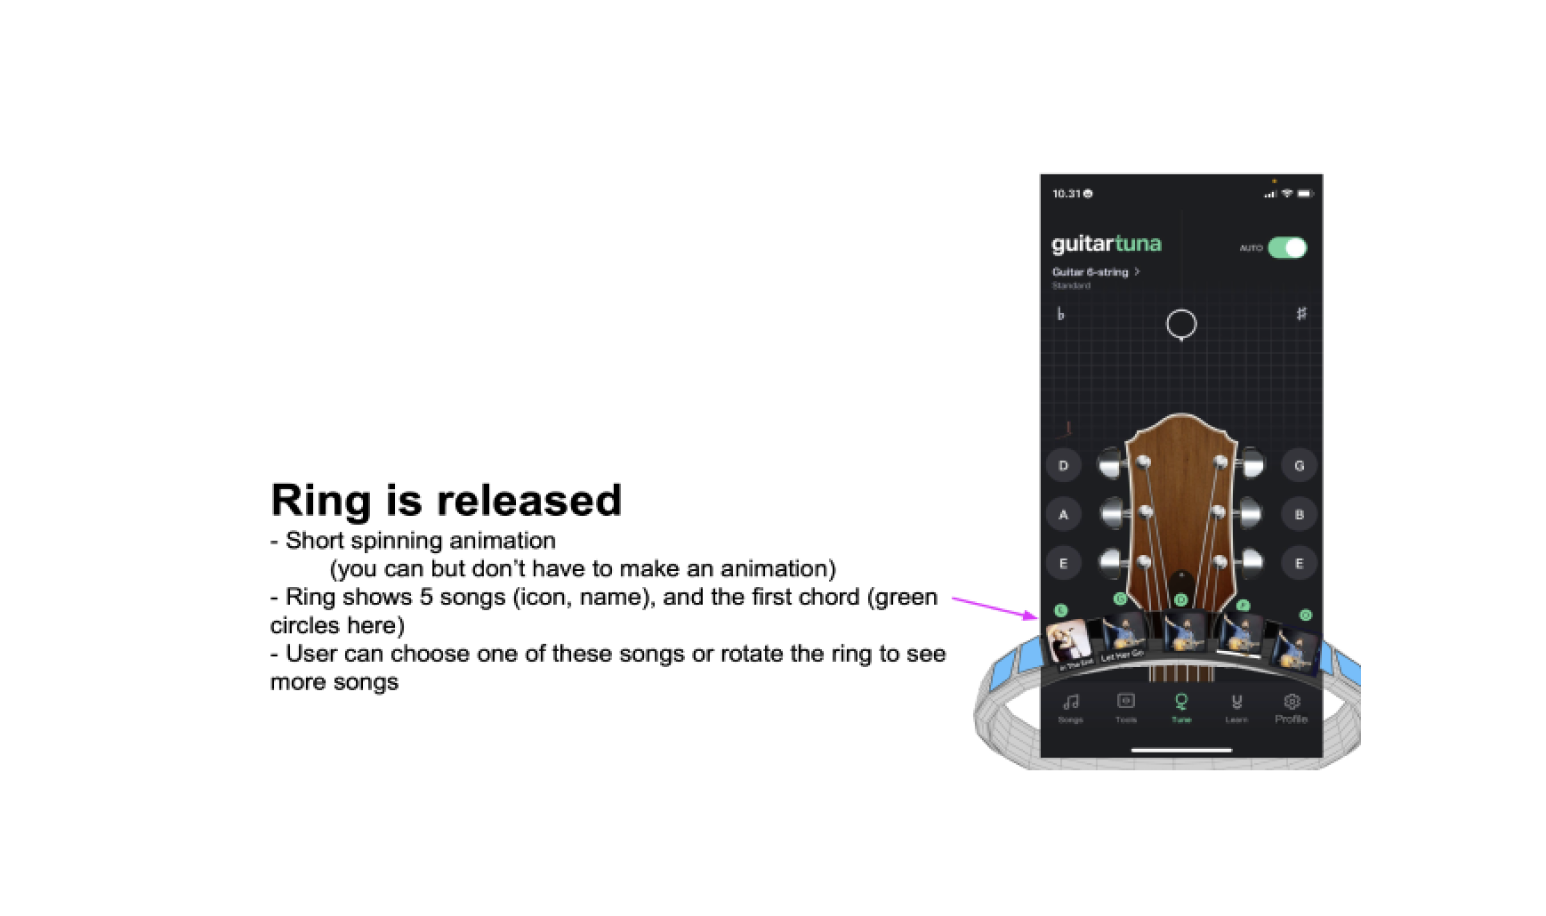 Ring is released
- Short spinning animation
(you can but don't have to make an animation)
- Ring shows 5 songs (icon, name), and the first chord (green
circles here)
- User can choose one of these songs or rotate the ring to see
more songs
10.31
guitartuna
AUTO
Guitar 6-string >
Standard
♭
♯
D
G
A
B
E
E
G
D
In The End
Let Her Go
Songs
Tools
Tune
Learn
Profile